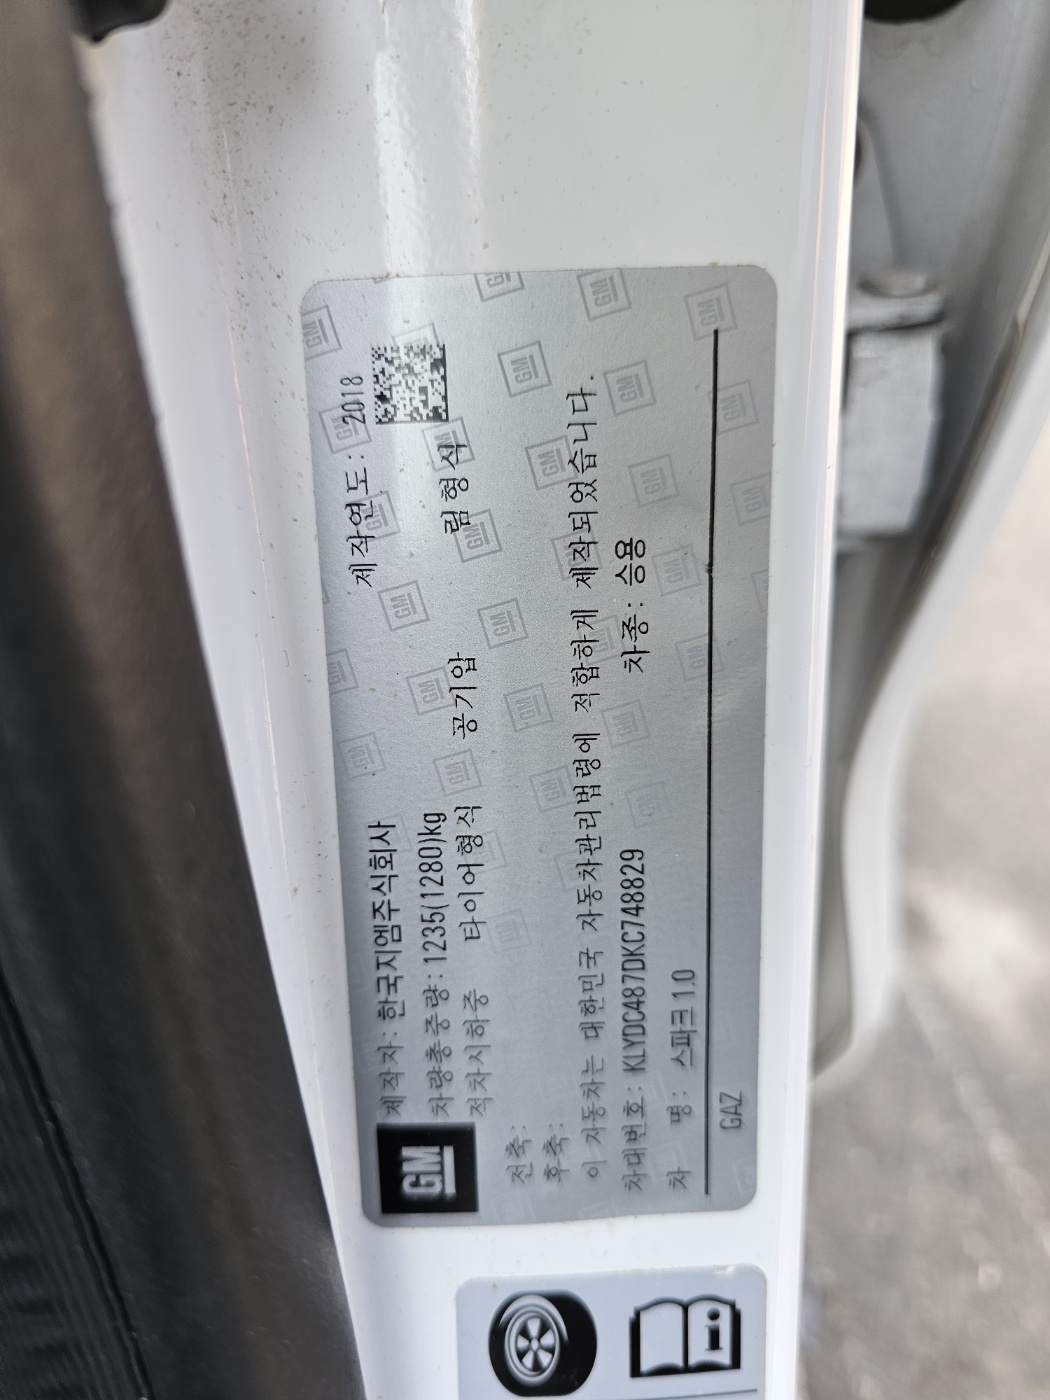 GM
제작자: 한국지엠주식회사 제작연도: 2018
차량총중량: 1235(1280)kg
적차시하중 타이어형식 공기압 림형식
전축:
후축:
이 자동차는 대한민국 자동차관리법령에 적합하게 제작되었습니다.
차대번호: KLYDC487DKC748829 차종: 승용
차 명: 스파크 1.0
GAZ